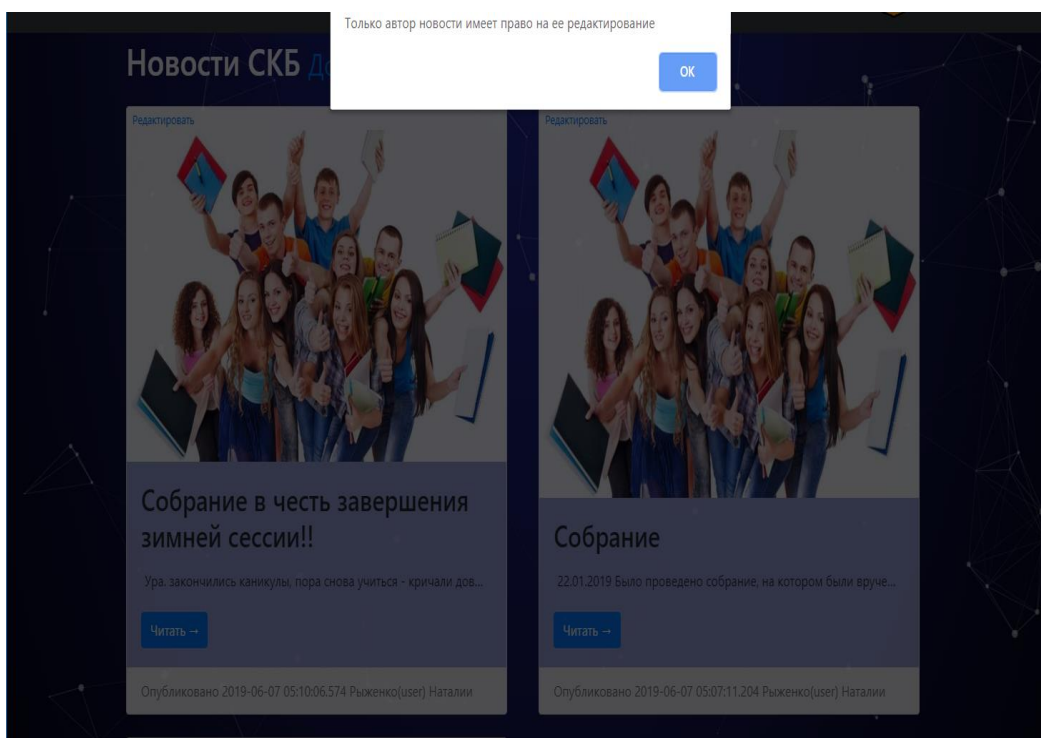 Только автор новости имеет право на ее редактирование
ОК
Новости СКБ
Редактировать
Собрание в честь завершения
зимней сессии!!
Ура. закончились каникулы, пора снова учиться - кричали дов...
Читать →
Опубликовано 2019-06-07 05:10:06.574 Рыженко(user) Наталии
Редактировать
Собрание
22.01.2019 Было проведено собрание, на котором были вруче...
Читать →
Опубликовано 2019-06-07 05:07:11.204 Рыженко(user) Наталии